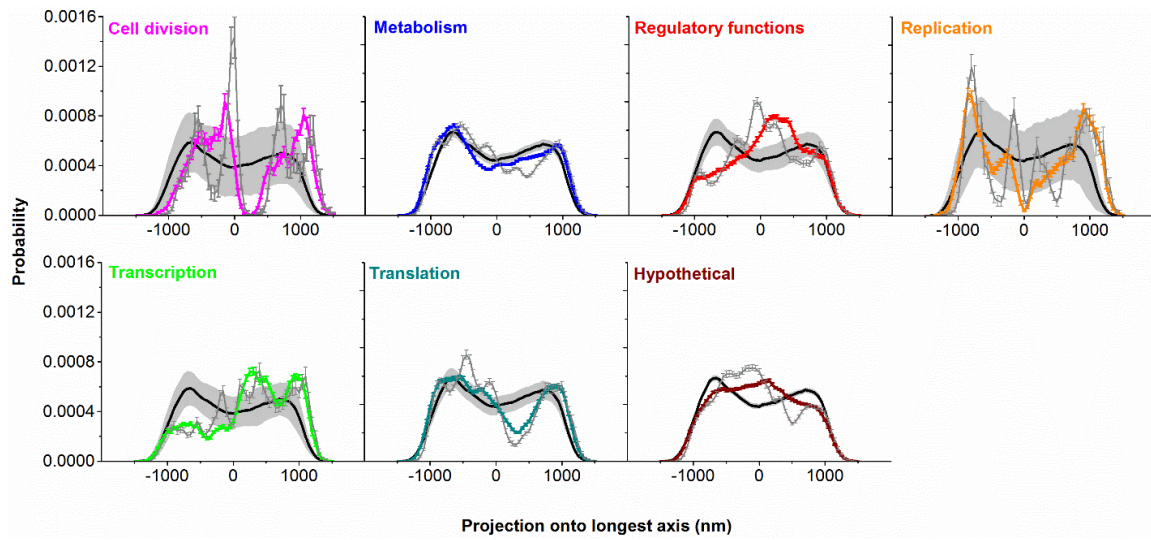 Cell division
Metabolism
Regulatory functions
Replication
0.0016
0.0012
0.0008
0.0004
0.0000
-1000 0 1000
-1000 0 1000
-1000 0 1000
-1000 0 1000
Probability
Transcription
Translation
Hypothetical
0.0016
0.0012
0.0008
0.0004
0.0000
-1000 0 1000
-1000 0 1000
-1000 0 1000
Projection onto longest axis (nm)